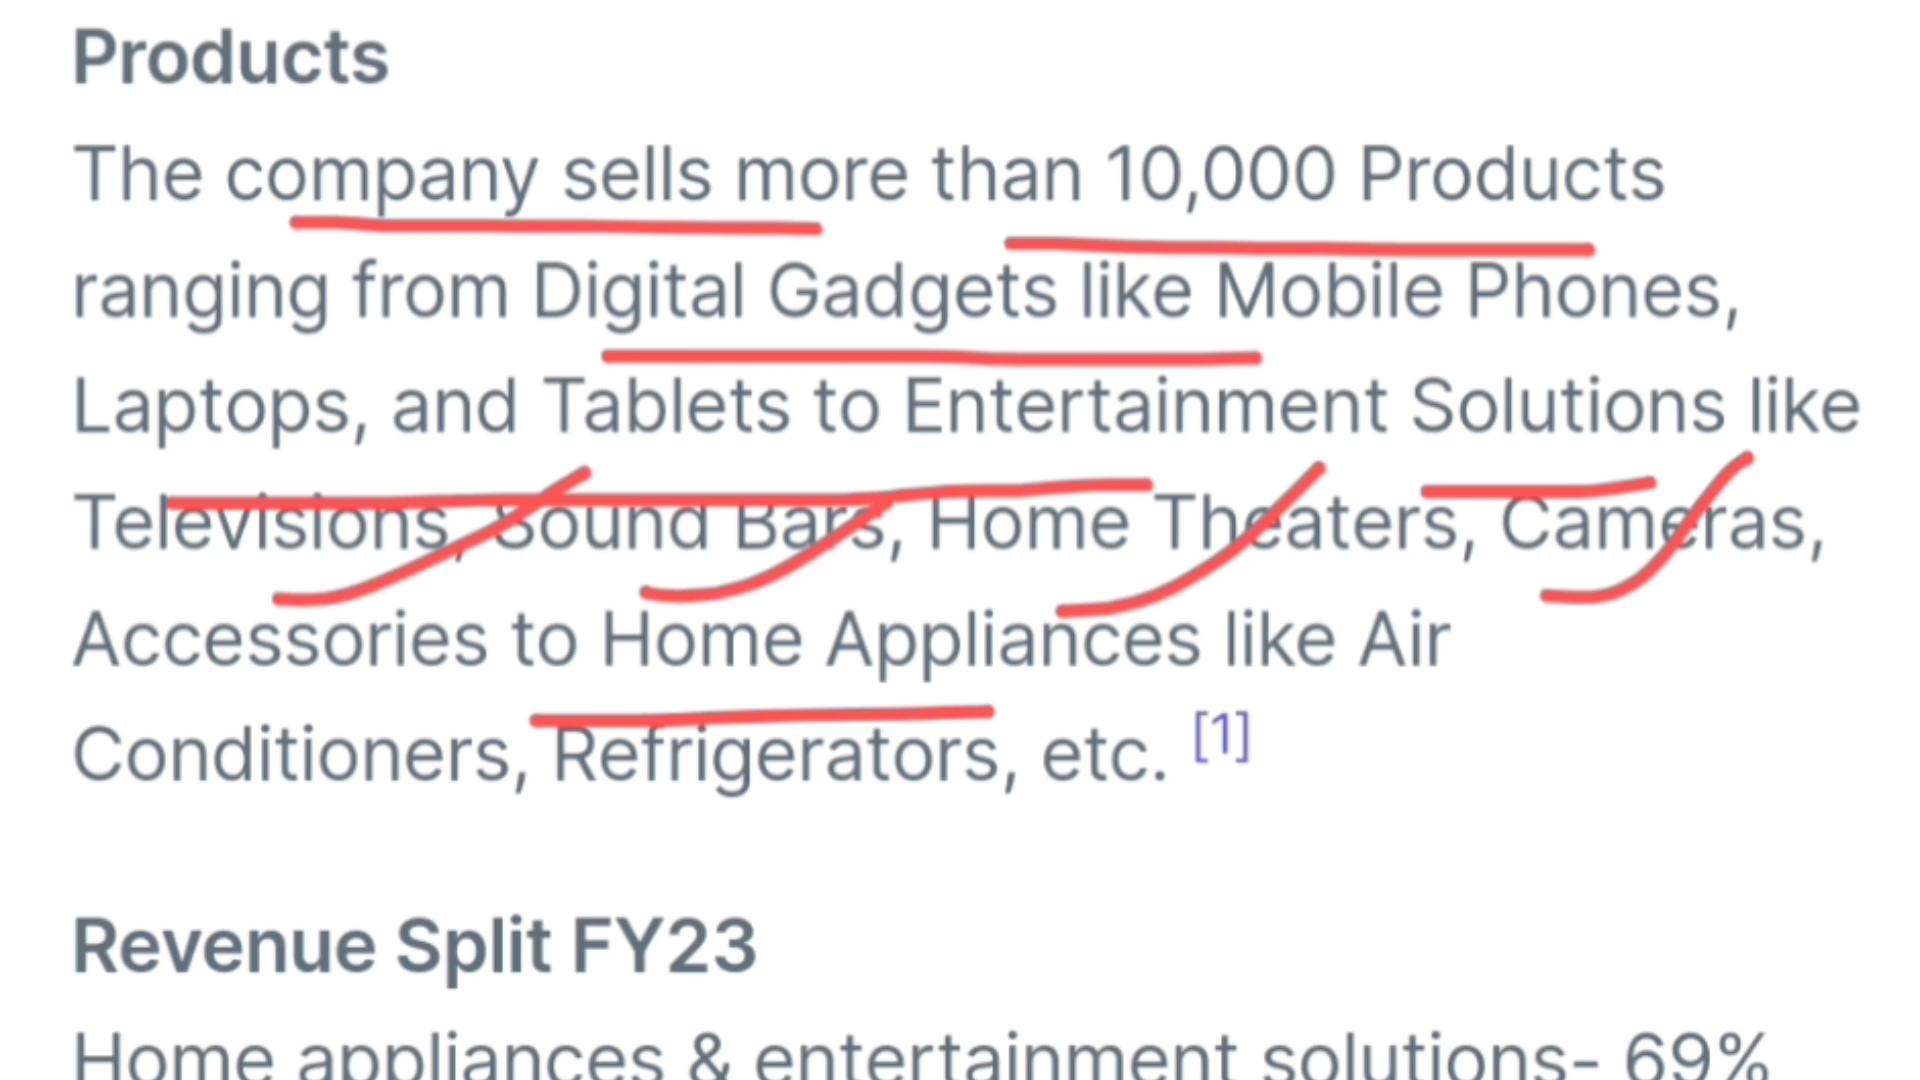 Products
The company sells more than 10,000 Products
ranging from Digital Gadgets like Mobile Phones,
Laptops, and Tablets to Entertainment Solutions like
Televisions, Sound Bars, Home Theaters, Cameras,
Accessories to Home Appliances like Air
Conditioners, Refrigerators, etc. [1]
Revenue Split FY23
Home appliances & entertainment solutions- 69%